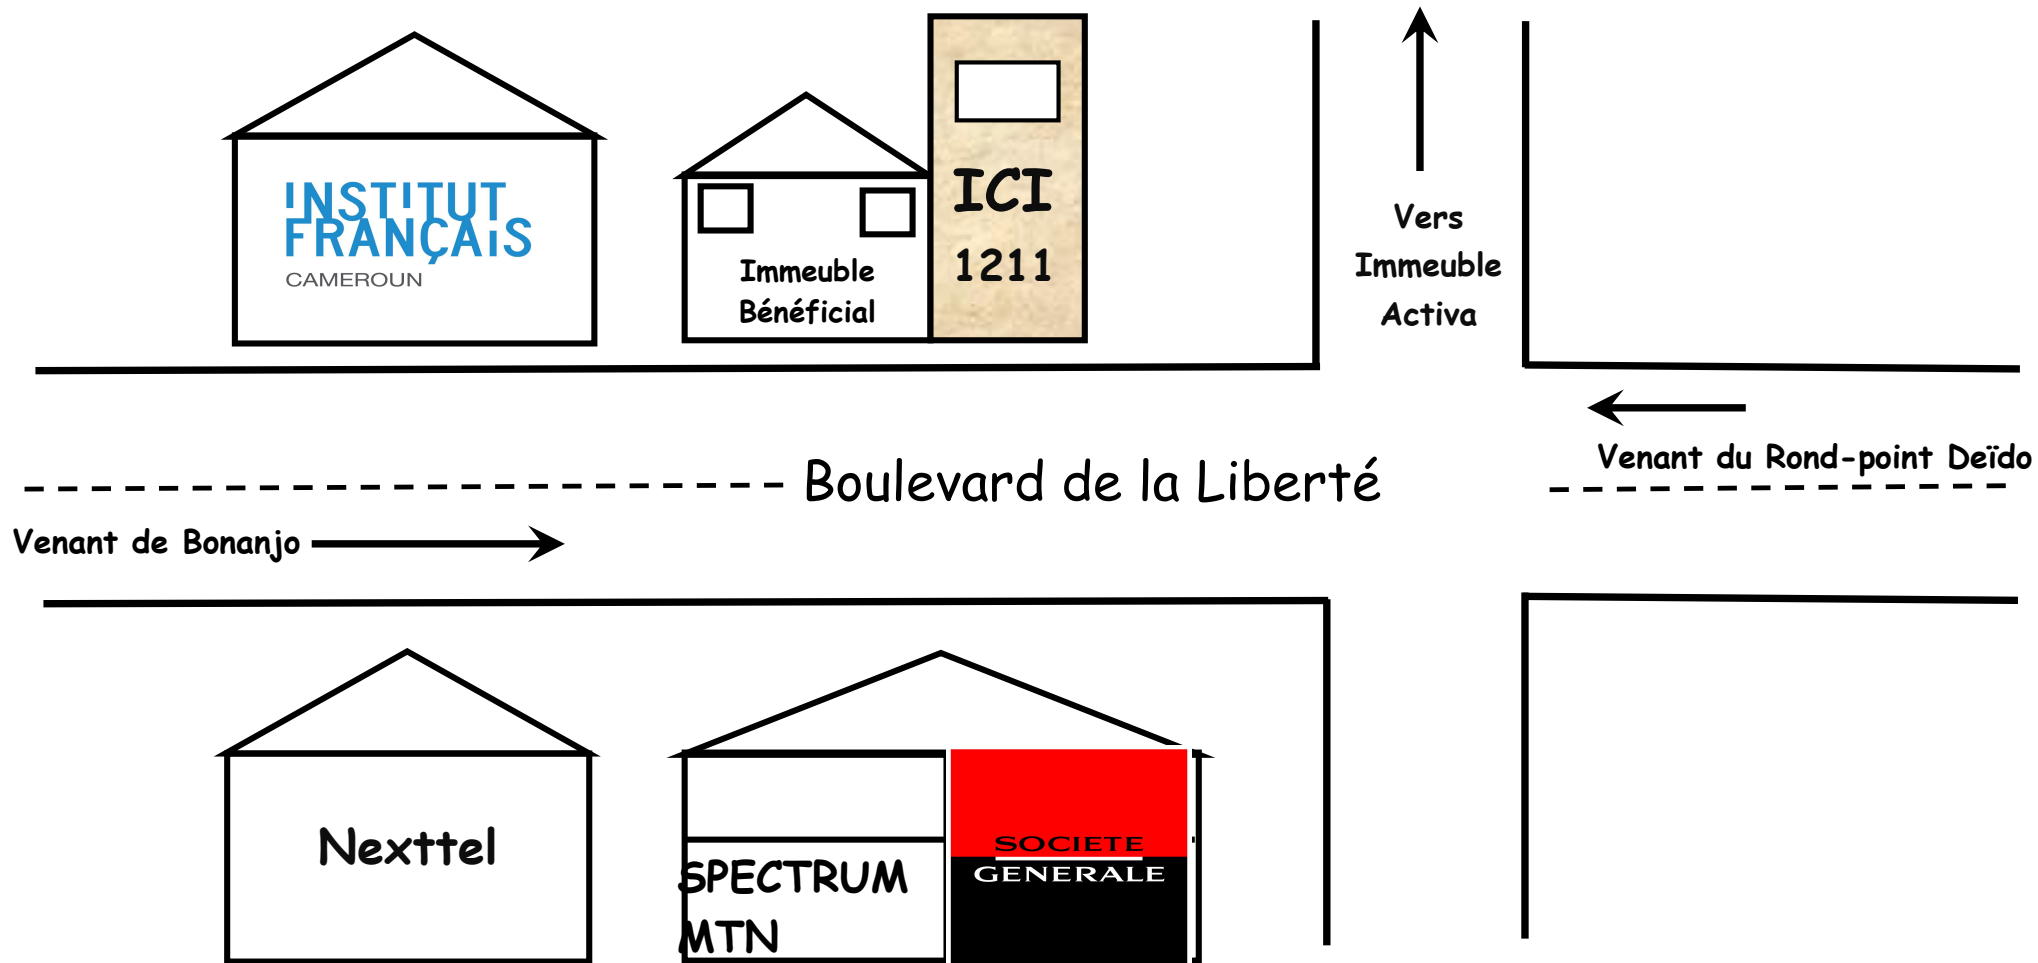 INSTITUT
FRANÇAIS
CAMEROUN
Immeuble
Bénéficial
ICI
1211
Vers
Immeuble
Activa
Venant du Rond-point Deïdo
Boulevard de la Liberté
Venant de Bonanjo
Nexttel
SPECTRUM
MTN
SOCIETE
GENERALE